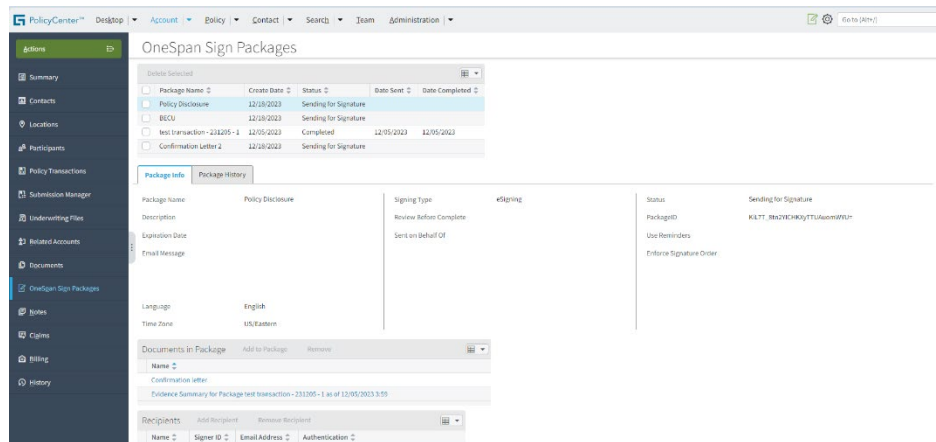 PolicyCenter™ Desktop Account Policy Contact Search Team Administration Go to (Alt+/)
Actions
OneSpan Sign Packages
Summary
Contacts
Locations
Participants
Policy Transactions
Submission Manager
Underwriting Files
Related Accounts
Documents
OneSpan Sign Packages
Notes
Claims
Billing
History
Delete Selected
Package Name Create Date Status Date Sent Date Completed
Policy Disclosure 12/18/2023 Sending for Signature
BECU 12/18/2023 Sending for Signature
test transaction - 231205 - 1 12/05/2023 Completed 12/05/2023 12/05/2023
Confirmation Letter 2 12/18/2023 Sending for Signature
Package Info Package History
Package Name Policy Disclosure Signing Type eSigning Status Sending for Signature
Description Review Before Complete PackageID
Expiration Date Sent on Behalf Of Use Reminders
Email Message Enforce Signature Order
Language English
Time Zone US/Eastern
Documents in Package Add to Package Remove
Name
Confirmation letter
Evidence Summary for Package test transaction - 231205 - 1 as of 12/05/2023 3:55
Recipients Add Recipient Remove Recipient
Name Signer ID Email Address Authentication